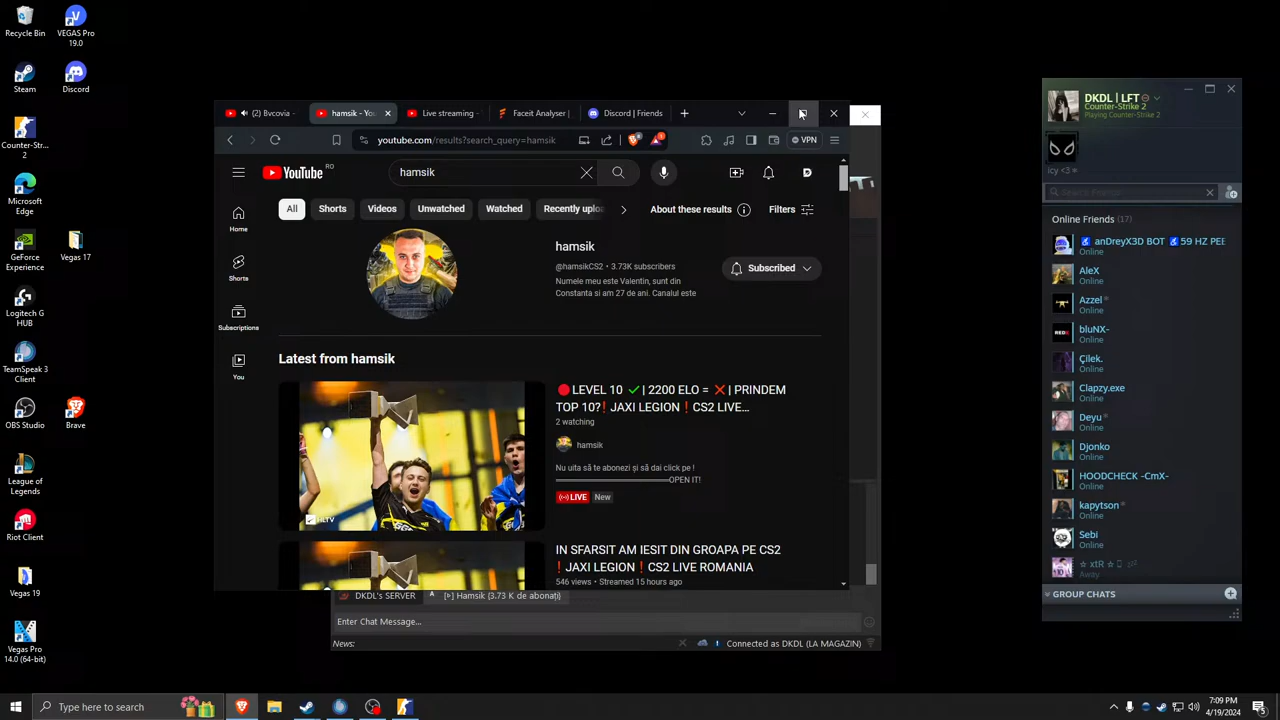 Recycle Bin
VEGAS Pro
19.0
Steam
Discord
Counter-Str...
2
Microsoft
Edge
GeForce
Experience
Vegas 17
Logitech G
HUB
TeamSpeak 3
Client
OBS Studio
Brave
League of
Legends
Riot Client
Vegas 19
Vegas Pro
14.0 (64-bit)
(2) Bvcovia
hamsik - You
Live streaming -
Faceit Analyser |
Discord | Friends
youtube.com/results?search_query=hamsik
VPN
YouTube RO
hamsik
D
All
Shorts
Videos
Unwatched
Watched
Recently uplo
About these results
Filters
Home
Shorts
Subscriptions
You
hamsik
@hamsikCS2 • 3.73K subscribers
Numele meu este Valentin, sunt din
Constanta si am 27 de ani. Canalul este
Subscribed
Latest from hamsik
HLTV
🔴 LEVEL 10 ✓ | 2200 ELO = ❌ | PRINDEM
TOP 10?❗JAXI LEGION❗CS2 LIVE...
2 watching
hamsik
Nu uita să te abonezi și să dai click pe !
══════════════OPEN IT!
LIVE
New
IN SFARSIT AM IESIT DIN GROAPA PE CS2
❗JAXI LEGION❗CS2 LIVE ROMANIA
546 views • Streamed 15 hours ago
DKDL's SERVER
Hamsik (3.73 K de abonați)
Enter Chat Message...
News:
Connected as DKDL (LA MAGAZIN)
DKDL | LFT
Counter-Strike 2
Playing Counter-Strike 2
icy <3
Search Friends
Online Friends (17)
anDreyX3D BOT ♿ 59 HZ PEE
Online
AleX
Online
Azzel
Online
bluNX-
Online
Çilek.
Online
Clapzy.exe
Online
Deyu
Online
Djonko
Online
HOODCHECK -CmX-
Online
kapytson
Online
Sebi
Online
☆ xtR ☆
Away
GROUP CHATS
Type here to search
7:09 PM
4/19/2024
5